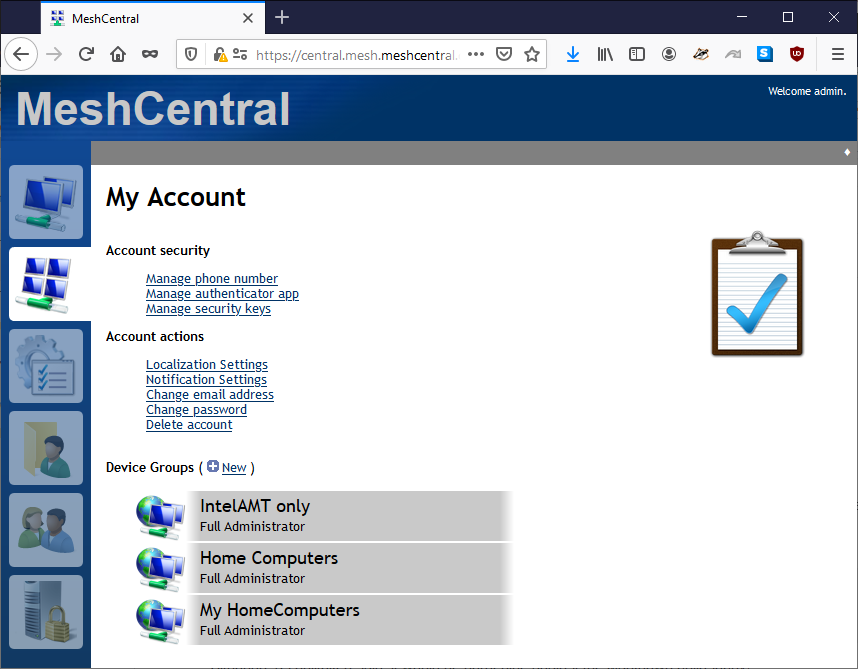 MeshCentral
https://central.mesh.meshcentral.
MeshCentral
Welcome admin.
My Account
Account security
Manage phone number
Manage authenticator app
Manage security keys
Account actions
Localization Settings
Notification Settings
Change email address
Change password
Delete account
Device Groups ( New )
IntelAMT only
Full Administrator
Home Computers
Full Administrator
My HomeComputers
Full Administrator